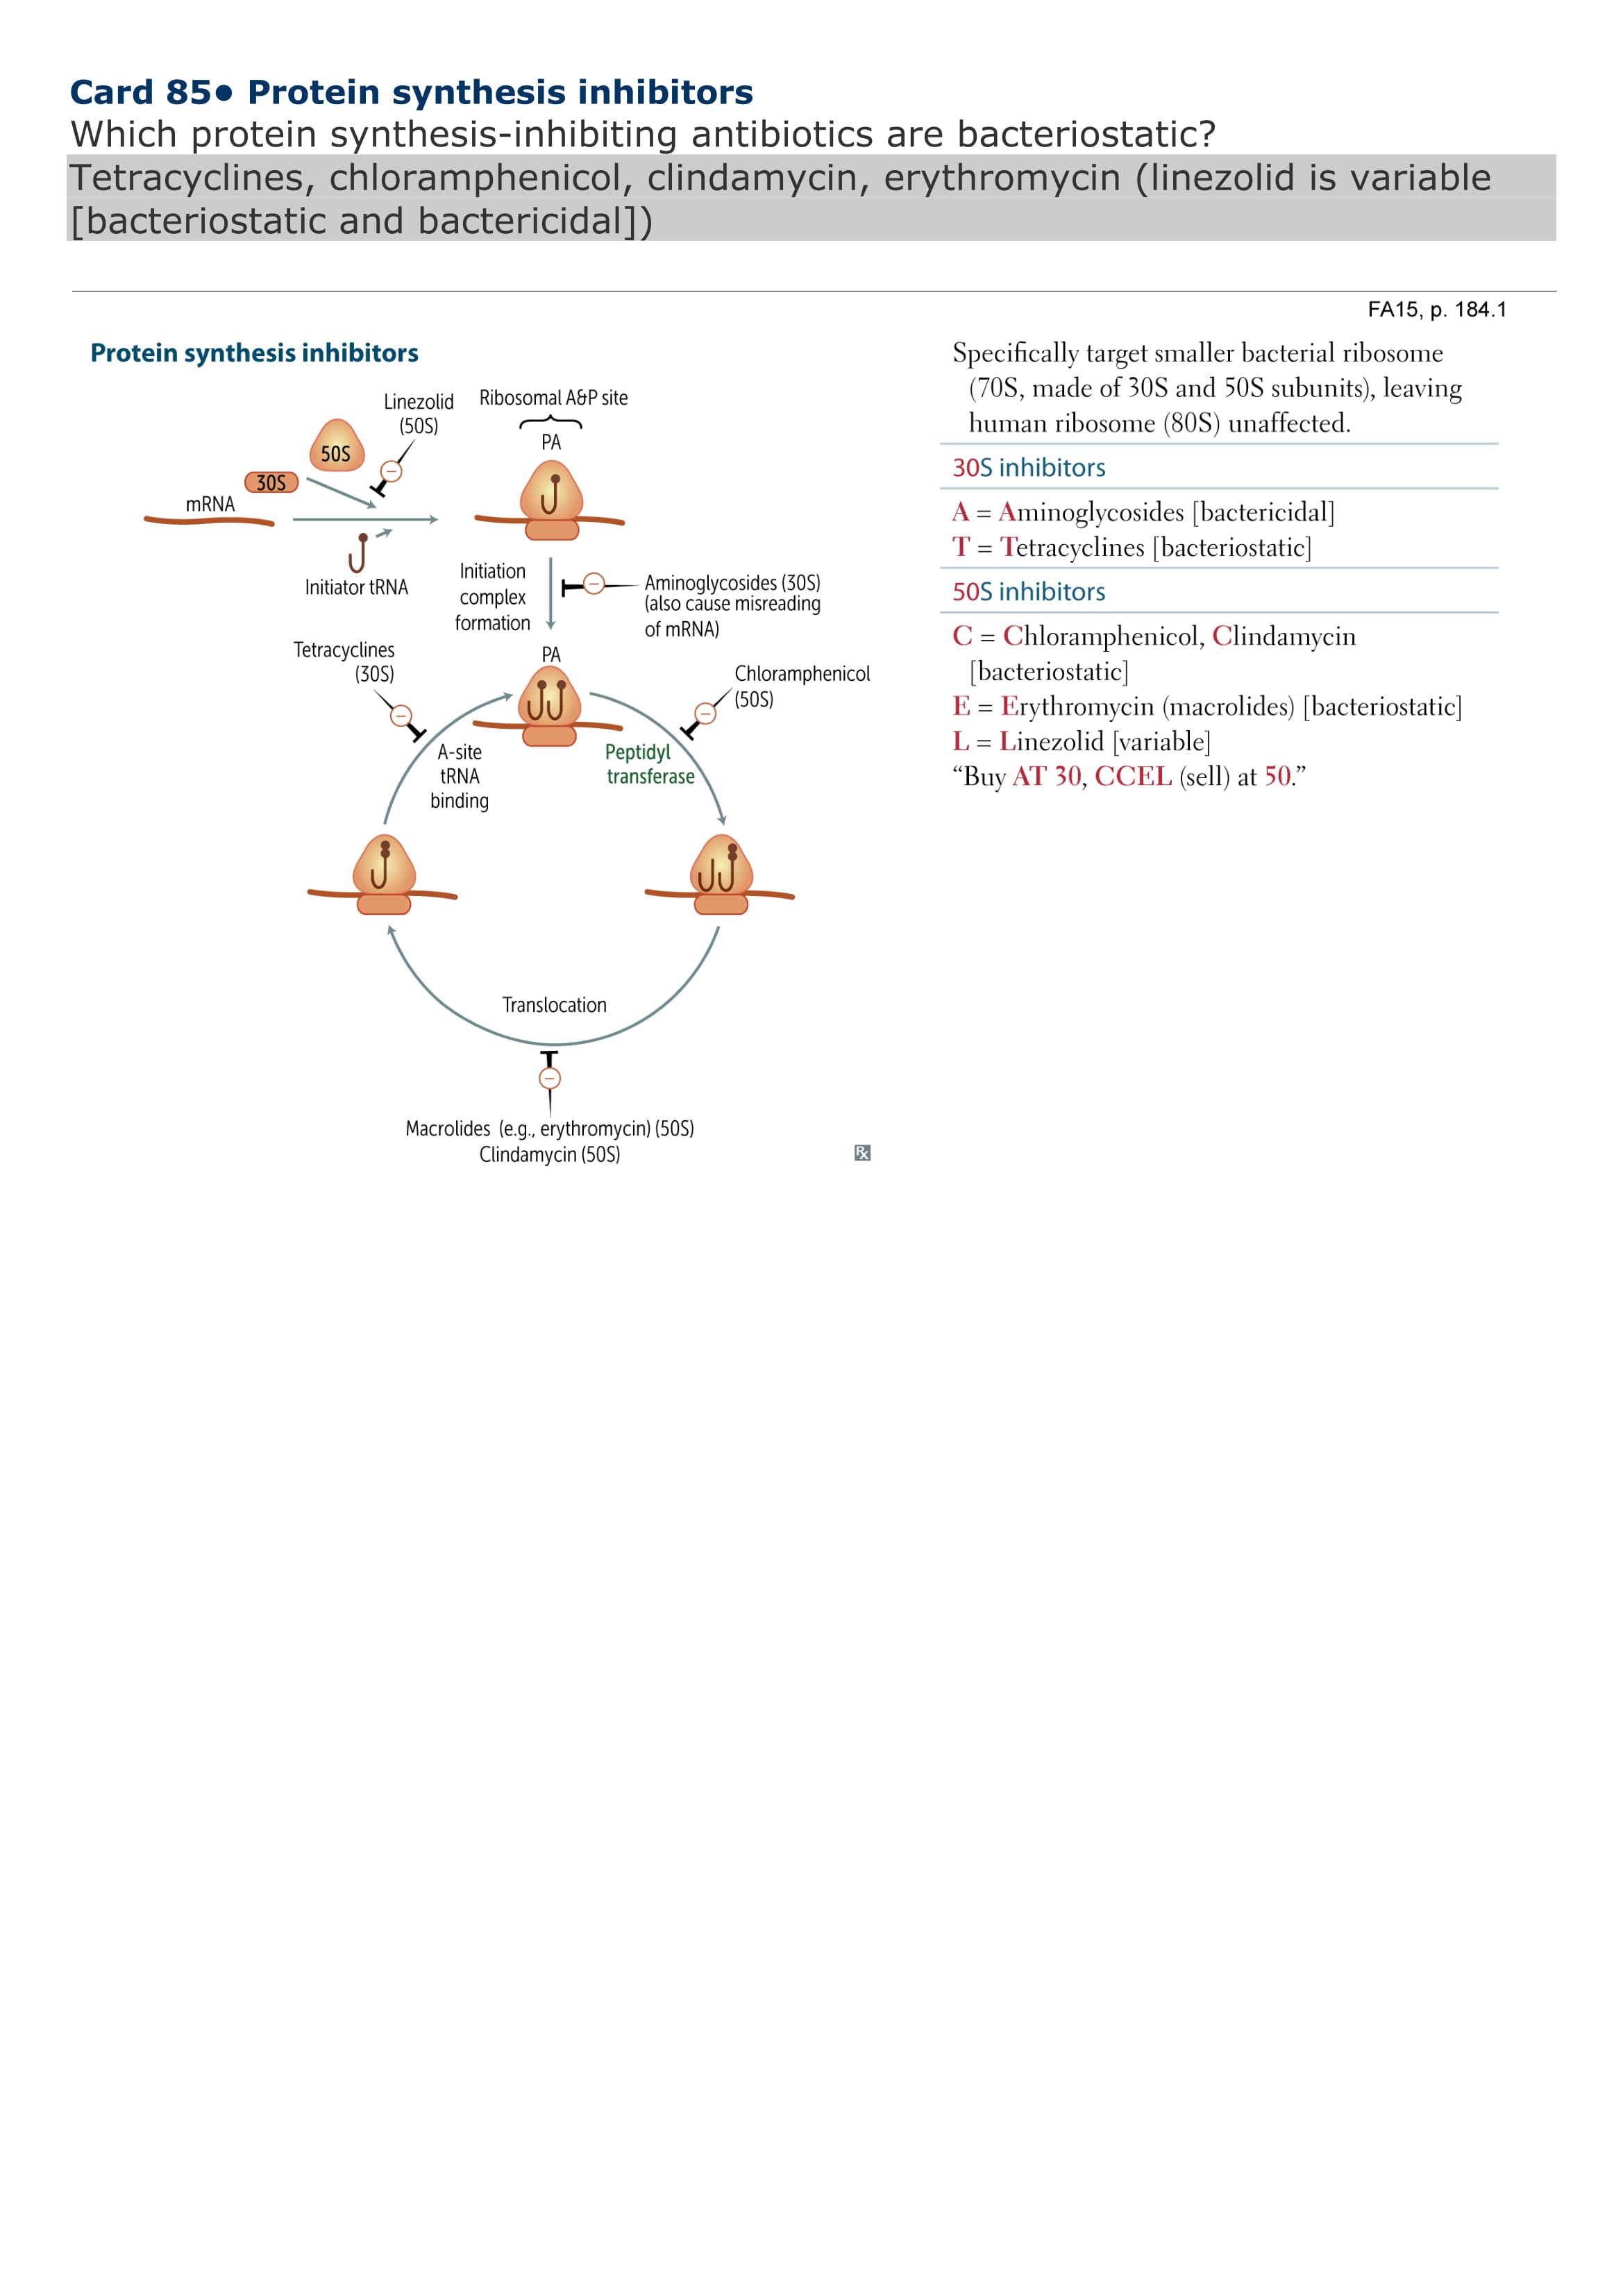 Card 85● Protein synthesis inhibitors
Which protein synthesis-inhibiting antibiotics are bacteriostatic?
Tetracyclines, chloramphenicol, clindamycin, erythromycin (linezolid is variable
[bacteriostatic and bactericidal])
FA15, p. 184.1
Protein synthesis inhibitors
Linezolid
(50S)
Ribosomal A&P site
PA
50S
30S
mRNA
Initiator tRNA
Initiation
complex
formation
Aminoglycosides (30S)
(also cause misreading
of mRNA)
Tetracyclines
(30S)
PA
Chloramphenicol
(50S)
A-site
tRNA
binding
Peptidyl
transferase
Translocation
Macrolides (e.g., erythromycin) (50S)
Clindamycin (50S)
Rx
Specifically target smaller bacterial ribosome
(70S, made of 30S and 50S subunits), leaving
human ribosome (80S) unaffected.
30S inhibitors
A = Aminoglycosides [bactericidal]
T = Tetracyclines [bacteriostatic]
50S inhibitors
C = Chloramphenicol, Clindamycin
[bacteriostatic]
E = Erythromycin (macrolides) [bacteriostatic]
L = Linezolid [variable]
“Buy AT 30, CCEL (sell) at 50.”